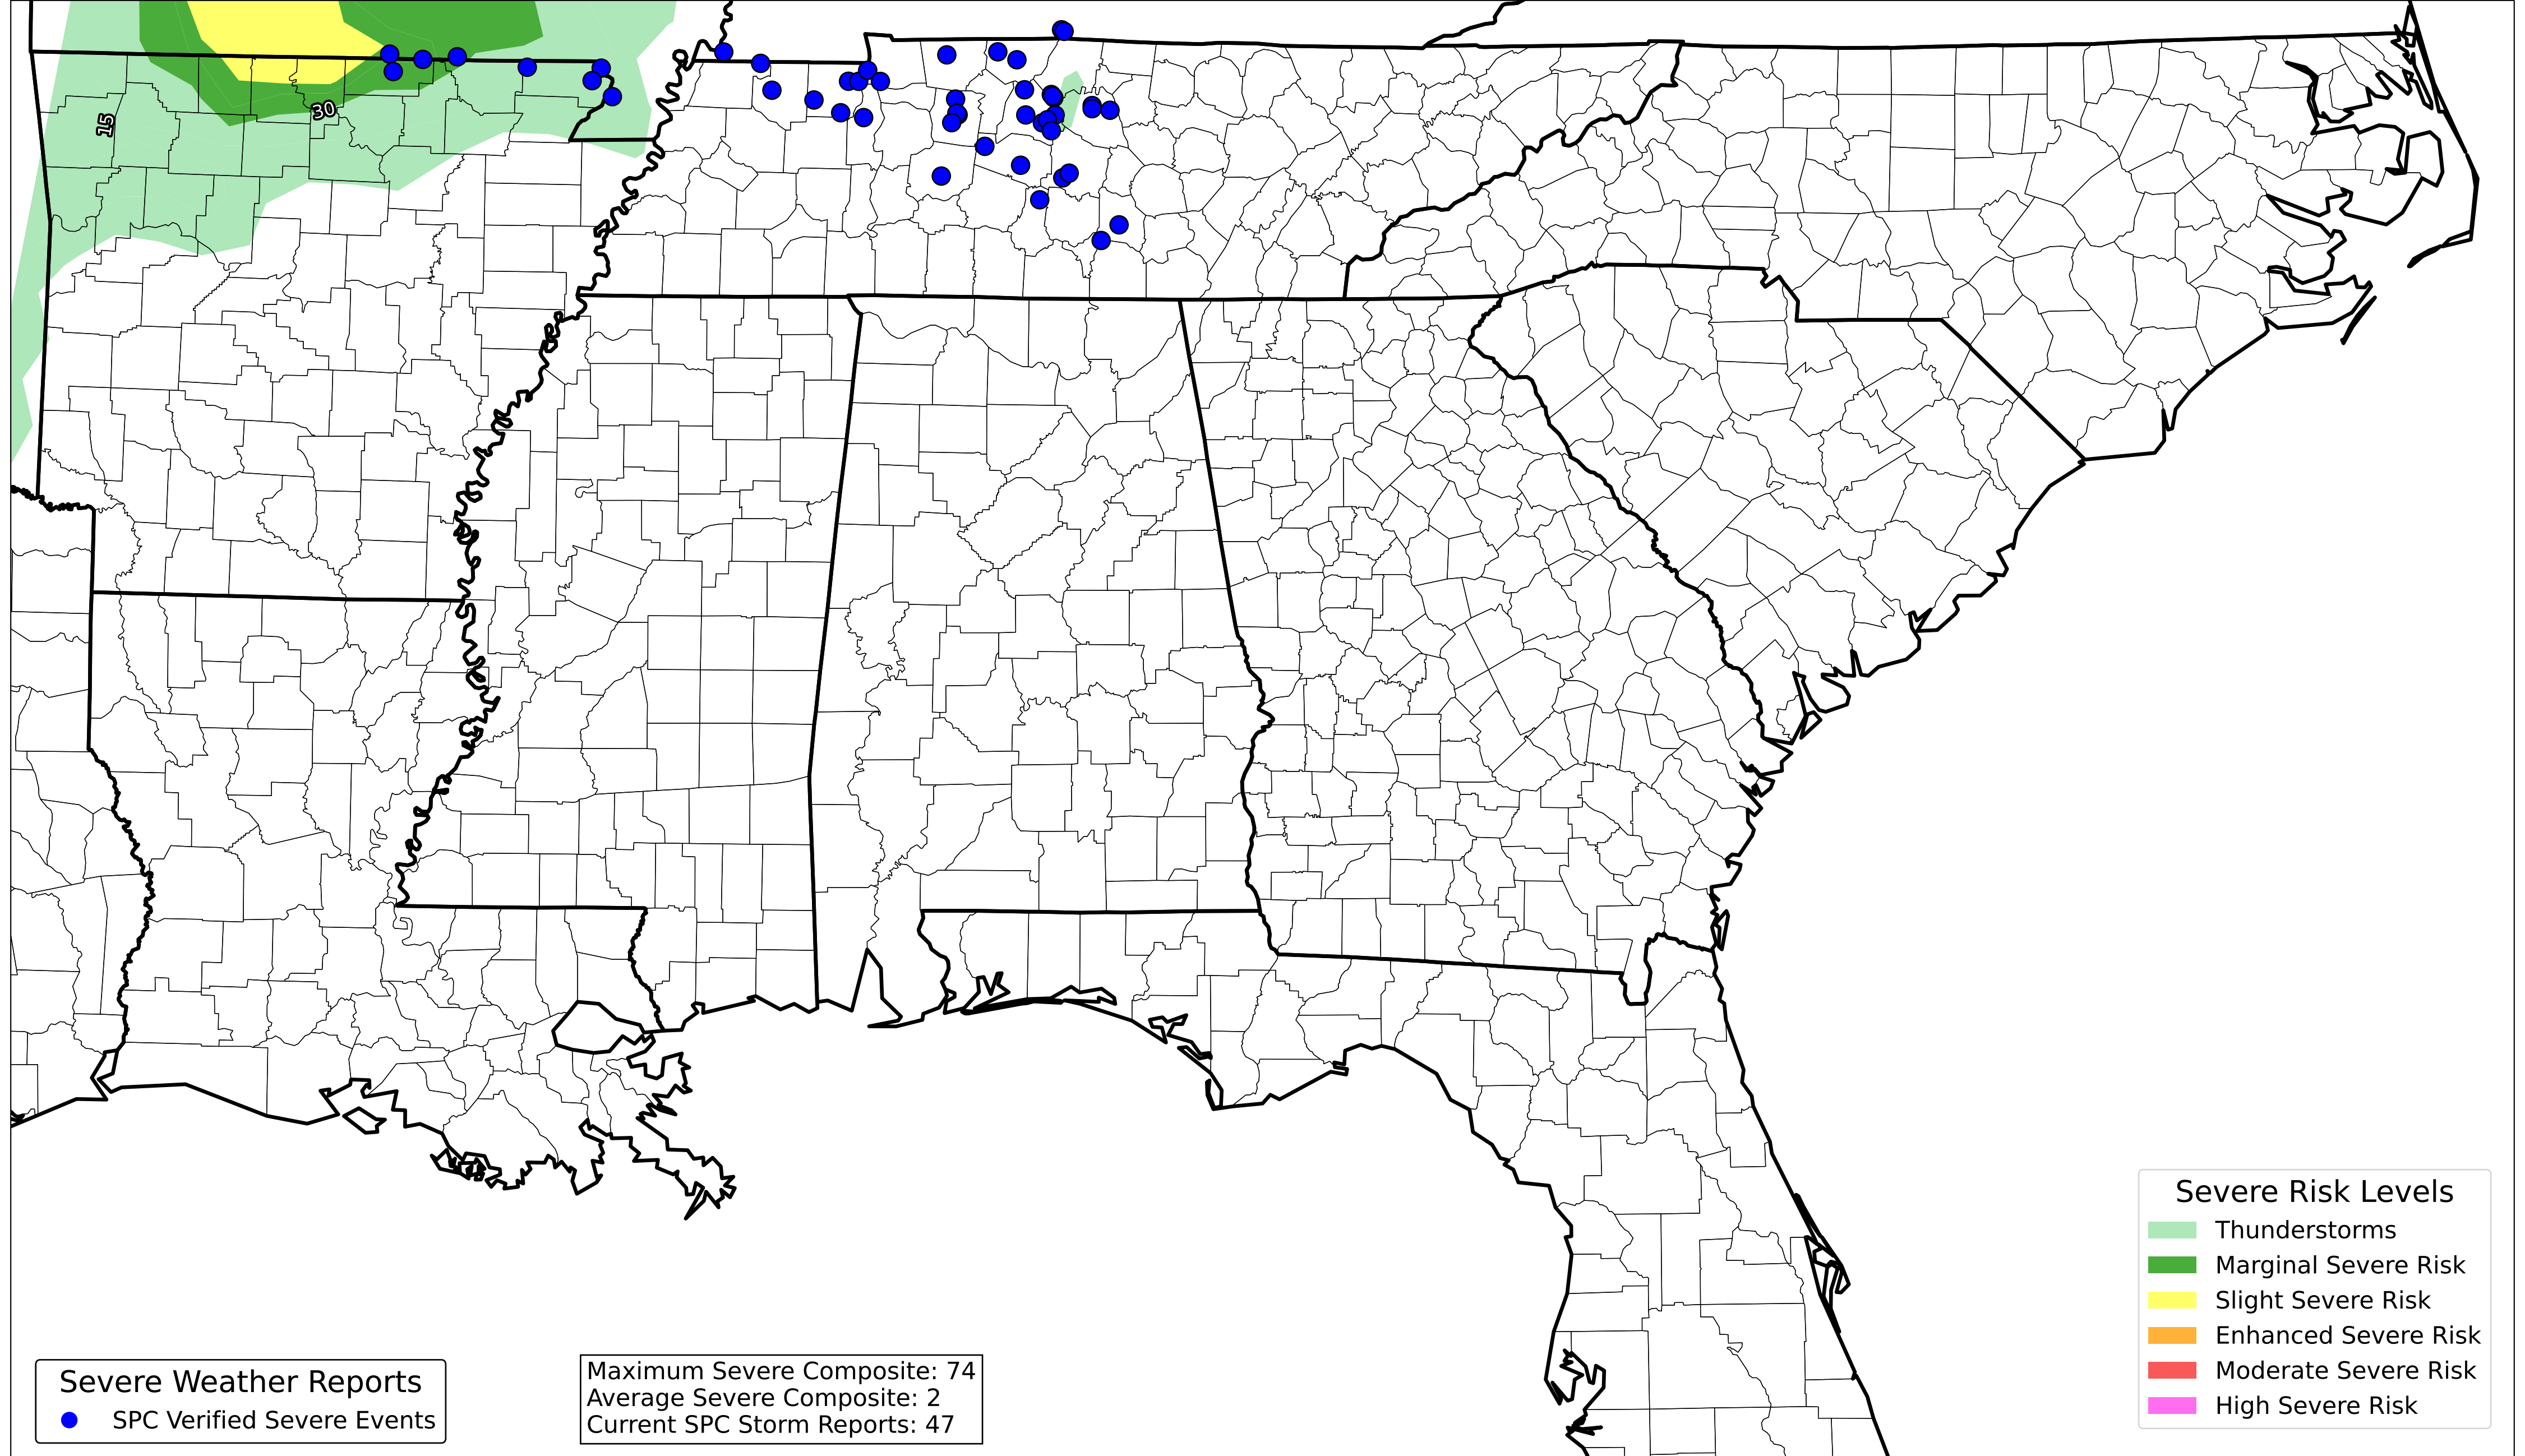 15
30
Severe Risk Levels
Thunderstorms
Marginal Severe Risk
Slight Severe Risk
Enhanced Severe Risk
Moderate Severe Risk
High Severe Risk
Severe Weather Reports
SPC Verified Severe Events
Maximum Severe Composite: 74
Average Severe Composite: 2
Current SPC Storm Reports: 47